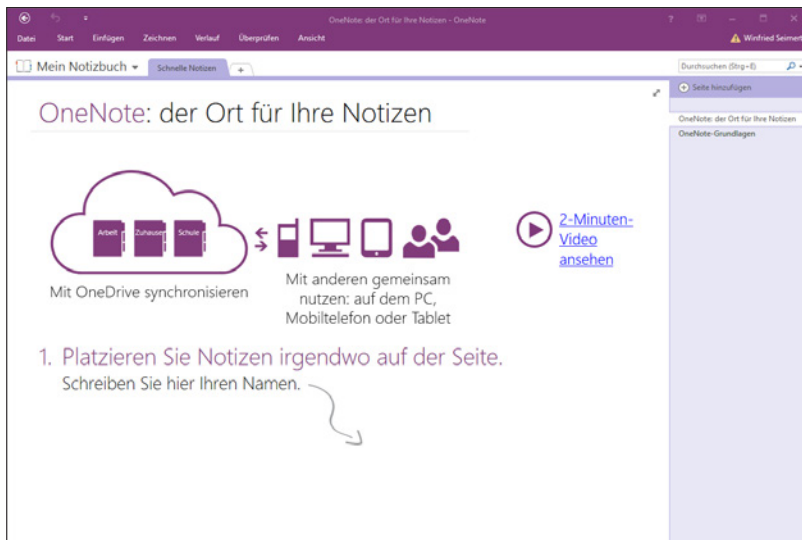 OneNote: der Ort für Ihre Notizen - OneNote
Datei Start Einfügen Zeichnen Verlauf Überprüfen Ansicht
Winfried Seimert
Mein Notizbuch
Schnelle Notizen
Durchsuchen (Strg+E)
Seite hinzufügen
OneNote: der Ort für Ihre Notizen
OneNote-Grundlagen
OneNote: der Ort für Ihre Notizen
Arbeit Zuhause Schule
Mit OneDrive synchronisieren
Mit anderen gemeinsam
nutzen: auf dem PC,
Mobiltelefon oder Tablet
2-Minuten-
Video
ansehen
1. Platzieren Sie Notizen irgendwo auf der Seite.
Schreiben Sie hier Ihren Namen.